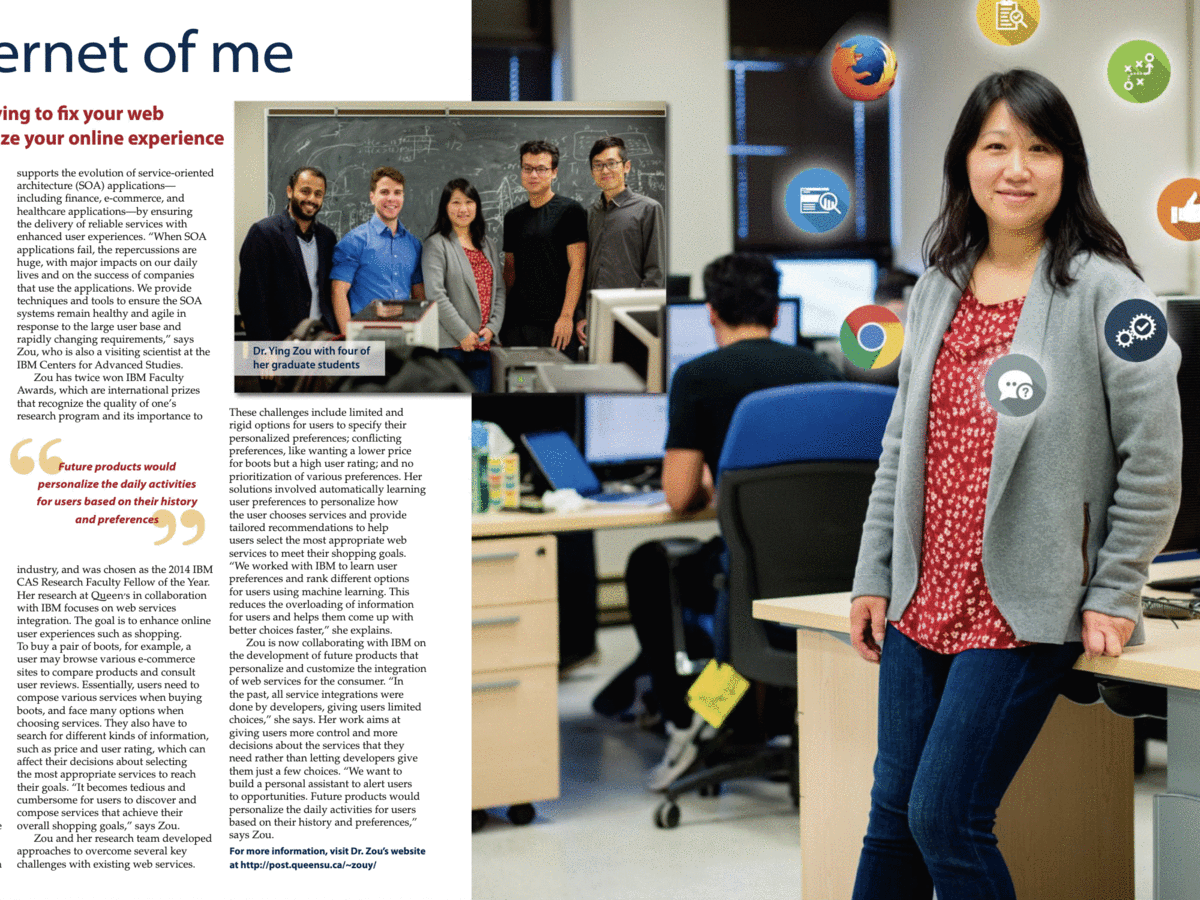 ernet of me
ying to fix your web
ze your online experience
supports the evolution of service-oriented
architecture (SOA) applications—
including finance, e-commerce, and
healthcare applications—by ensuring
the delivery of reliable services with
enhanced user experiences. “When SOA
applications fail, the repercussions are
huge, with major impacts on our daily
lives and on the success of companies
that use the applications. We provide
techniques and tools to ensure the SOA
systems remain healthy and agile in
response to the large user base and
rapidly changing requirements,” says
Zou, who is also a visiting scientist at the
IBM Centers for Advanced Studies.
Zou has twice won IBM Faculty
Awards, which are international prizes
that recognize the quality of one’s
research program and its importance to
“Future products would
personalize the daily activities
for users based on their history
and preferences”
industry, and was chosen as the 2014 IBM
CAS Research Faculty Fellow of the Year.
Her research at Queen's in collaboration
with IBM focuses on web services
integration. The goal is to enhance online
user experiences such as shopping.
To buy a pair of boots, for example, a
user may browse various e-commerce
sites to compare products and consult
user reviews. Essentially, users need to
compose various services when buying
boots, and face many options when
choosing services. They also have to
search for different kinds of information,
such as price and user rating, which can
affect their decisions about selecting
the most appropriate services to reach
their goals. “It becomes tedious and
cumbersome for users to discover and
compose services that achieve their
overall shopping goals,” says Zou.
Zou and her research team developed
approaches to overcome several key
challenges with existing web services.
Dr. Ying Zou with four of
her graduate students
These challenges include limited and
rigid options for users to specify their
personalized preferences; conflicting
preferences, like wanting a lower price
for boots but a high user rating; and no
prioritization of various preferences. Her
solutions involved automatically learning
user preferences to personalize how
the user chooses services and provide
tailored recommendations to help
users select the most appropriate web
services to meet their shopping goals.
“We worked with IBM to learn user
preferences and rank different options
for users using machine learning. This
reduces the overloading of information
for users and helps them come up with
better choices faster,” she explains.
Zou is now collaborating with IBM on
the development of future products that
personalize and customize the integration
of web services for the consumer. “In
the past, all service integrations were
done by developers, giving users limited
choices,” she says. Her work aims at
giving users more control and more
decisions about the services that they
need rather than letting developers give
them just a few choices. “We want to
build a personal assistant to alert users
to opportunities. Future products would
personalize the daily activities for users
based on their history and preferences,”
says Zou.
For more information, visit Dr. Zou’s website
at http://post.queensu.ca/~zouy/